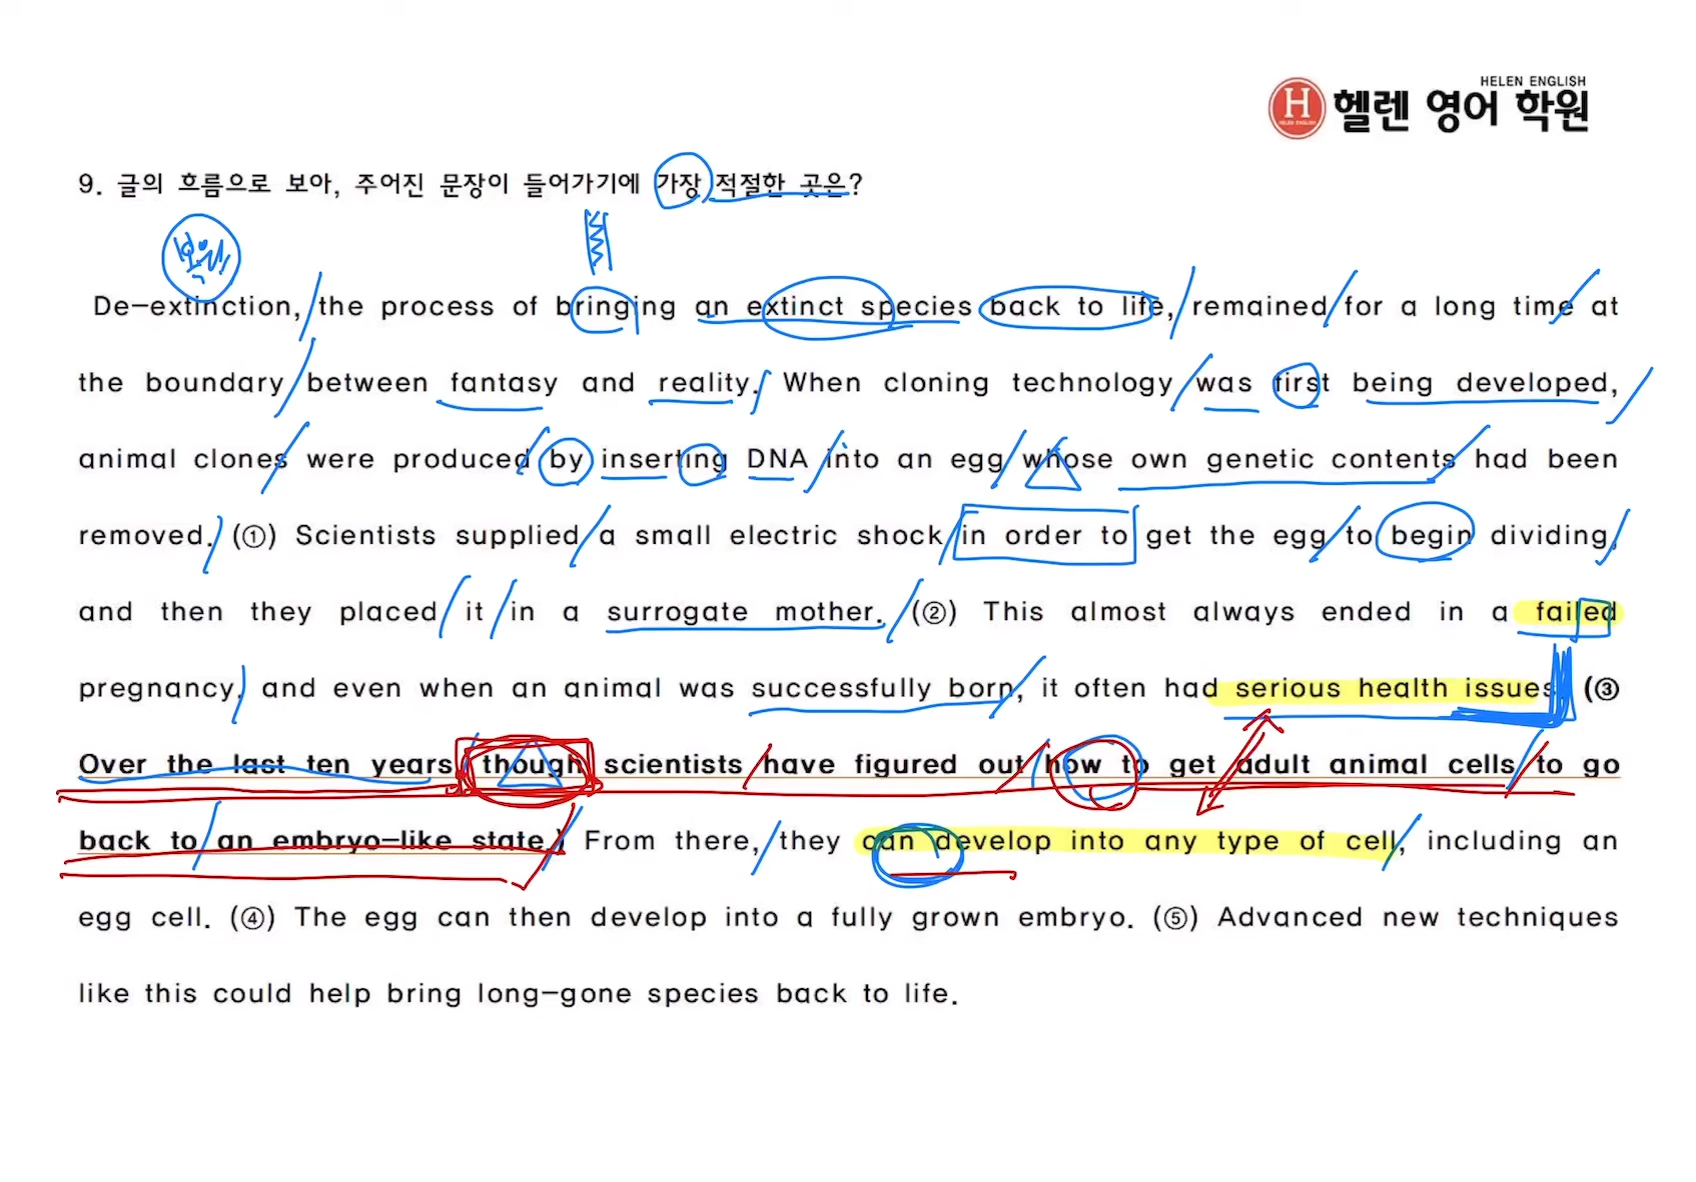 HELEN ENGLISH
H 헬렌 영어 학원
HELEN ENGLISH
9. 글의 흐름으로 보아, 주어진 문장이 들어가기에 가장 적절한 곳은?
De-extinction, the process of bringing an extinct species back to life, remained for a long time at
the boundary between fantasy and reality. When cloning technology was first being developed,
animal clones were produced by inserting DNA into an egg whose own genetic contents had been
removed. (①) Scientists supplied a small electric shock in order to get the egg to begin dividing,
and then they placed it in a surrogate mother. (②) This almost always ended in a failed
pregnancy, and even when an animal was successfully born, it often had serious health issues. (③
Over the last ten years, though scientists have figured out how to get adult animal cells, to go
back to an embryo-like state.) From there, they can develop into any type of cell, including an
egg cell. (④) The egg can then develop into a fully grown embryo. (⑤) Advanced new techniques
like this could help bring long-gone species back to life.